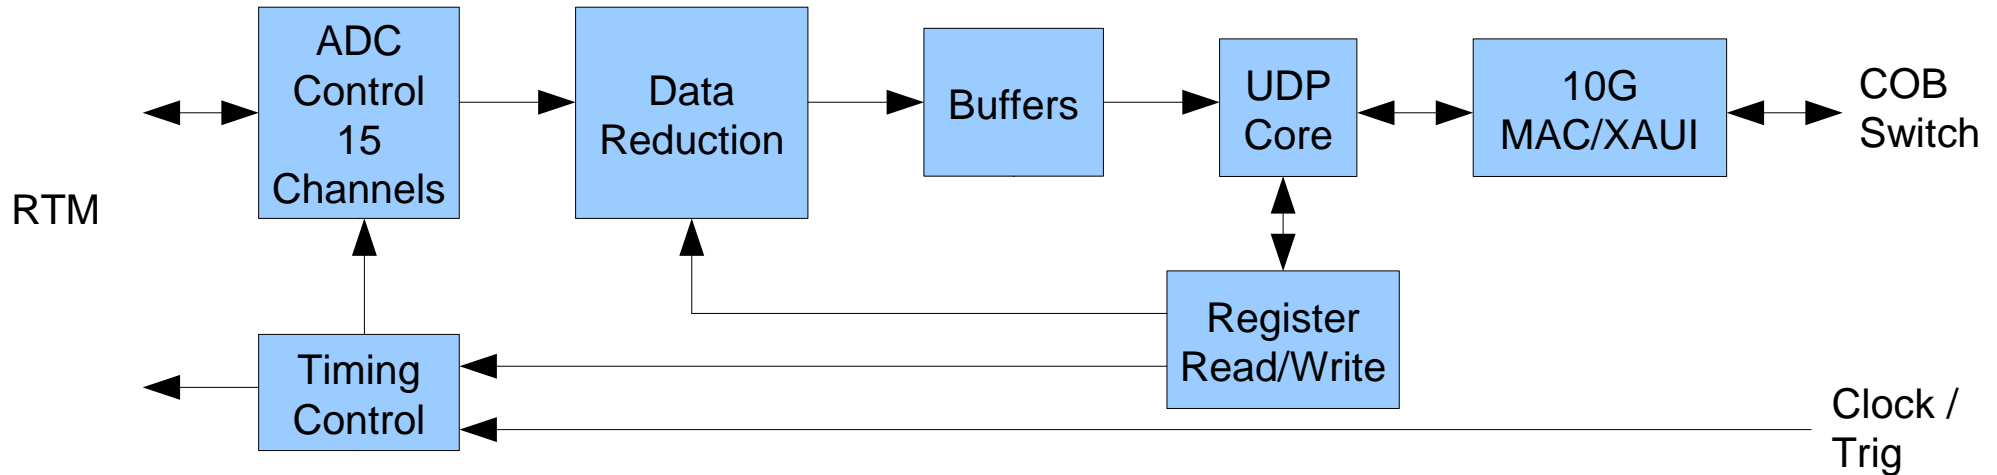 ADC
Control
15
Channels
Data
Reduction
Buffers
UDP
Core
10G
MAC/XAUI
COB
Switch
RTM
Register
Read/Write
Timing
Control
Clock /
Trig